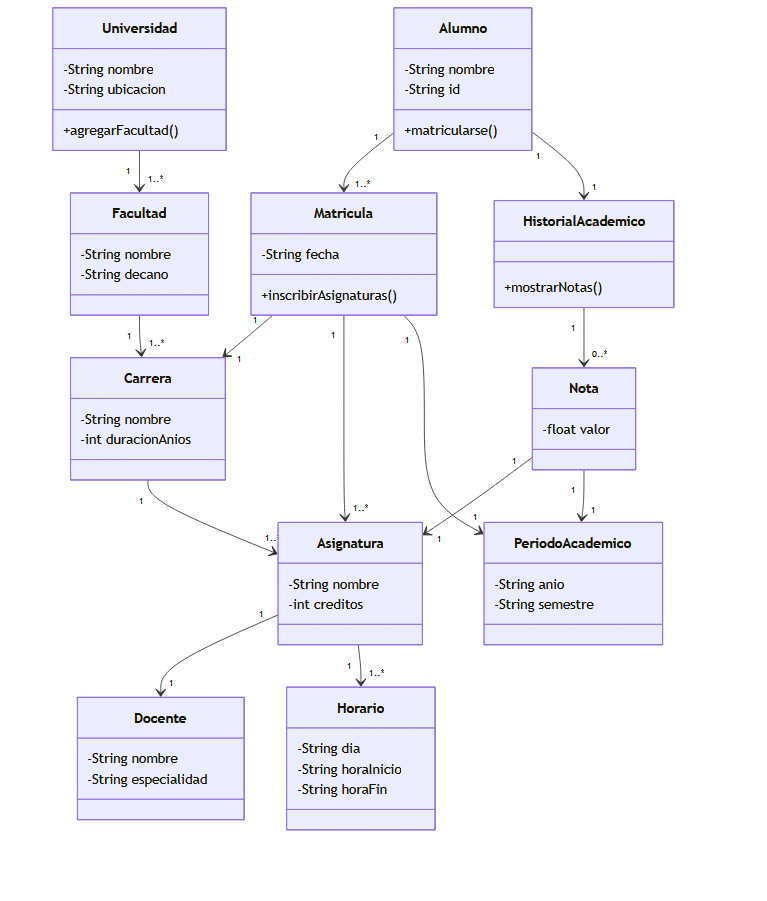 Universidad
-String nombre
-String ubicacion
+agregarFacultad()
Alumno
-String nombre
-String id
+matricularse()
1
1..*
1
1..*
1
1
Facultad
-String nombre
-String decano
Matricula
-String fecha
+inscribirAsignaturas()
HistorialAcademico
+mostrarNotas()
1
1..*
1
1
1
1
1
0..*
Carrera
-String nombre
-int duracionAnios
Nota
-float valor
1
1..
1..*
1
1
1
1
1
Asignatura
-String nombre
-int creditos
PeriodoAcademico
-String anio
-String semestre
1
1
1
1..*
Docente
-String nombre
-String especialidad
Horario
-String dia
-String horaInicio
-String horaFin